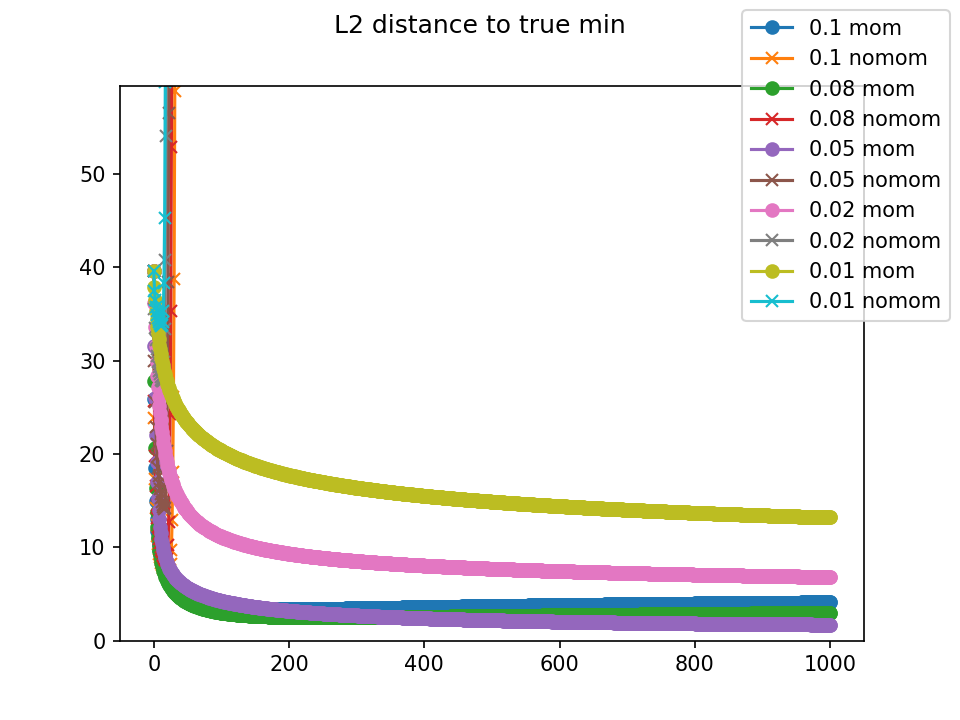 L2 distance to true min
0.1 mom
0.1 nomom
0.08 mom
0.08 nomom
0.05 mom
0.05 nomom
0.02 mom
0.02 nomom
0.01 mom
0.01 nomom
50
40
30
20
10
0
0 200 400 600 800 1000